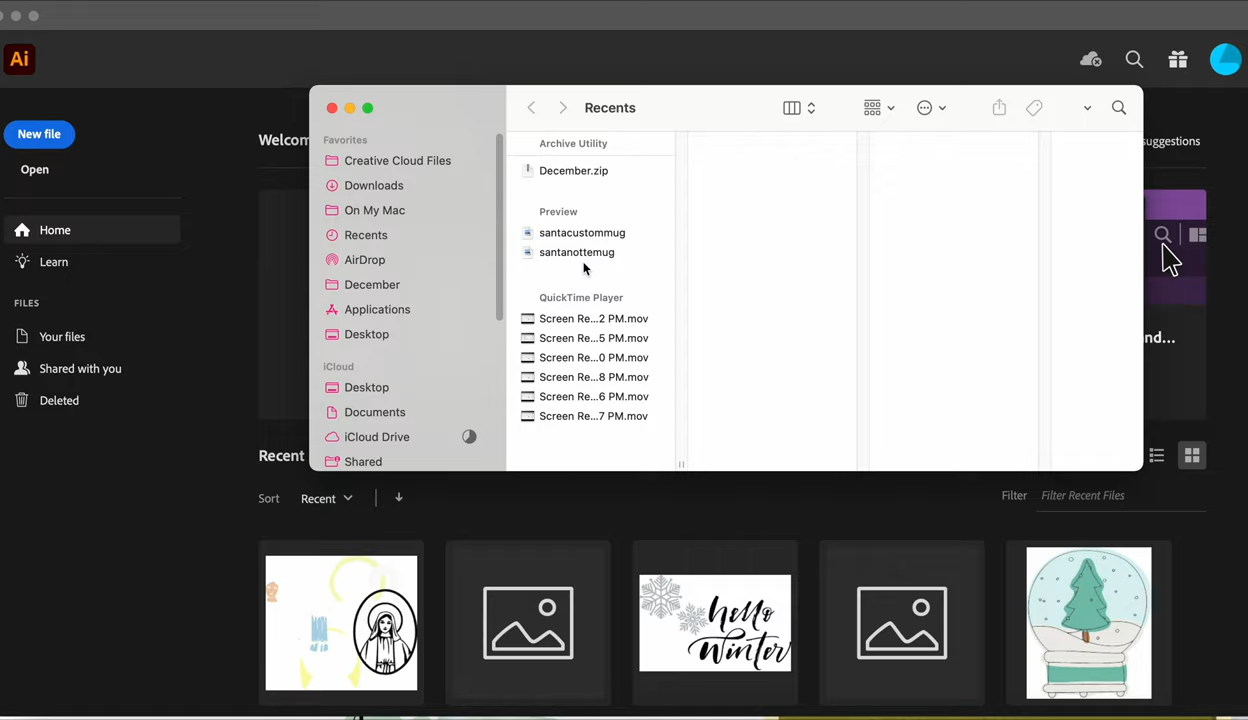 Ai
New file
Open
Home
Learn
FILES
Your files
Shared with you
Deleted
Welcom
suggestions
nd...
Favorites
Creative Cloud Files
Downloads
On My Mac
Recents
AirDrop
December
Applications
Desktop
iCloud
Desktop
Documents
iCloud Drive
Shared
Recents
Archive Utility
December.zip
Preview
santacustommug
santanottemug
QuickTime Player
Screen Re...2 PM.mov
Screen Re...5 PM.mov
Screen Re...0 PM.mov
Screen Re...8 PM.mov
Screen Re...6 PM.mov
Screen Re...7 PM.mov
Recent
Sort Recent
Filter Filter Recent Files
hello
Winter